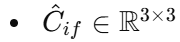 • Ĉ_{if} ∈ ℝ^{3×3}